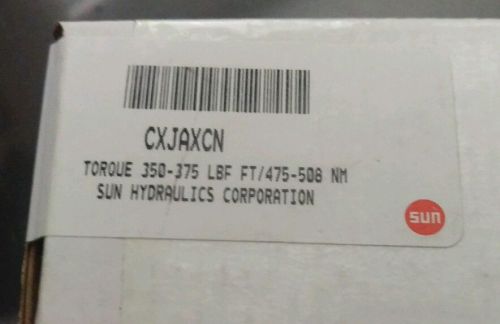 CXJAXCN
TORQUE 350-375 LBF FT/475-508 NM
SUN HYDRAULICS CORPORATION
sun